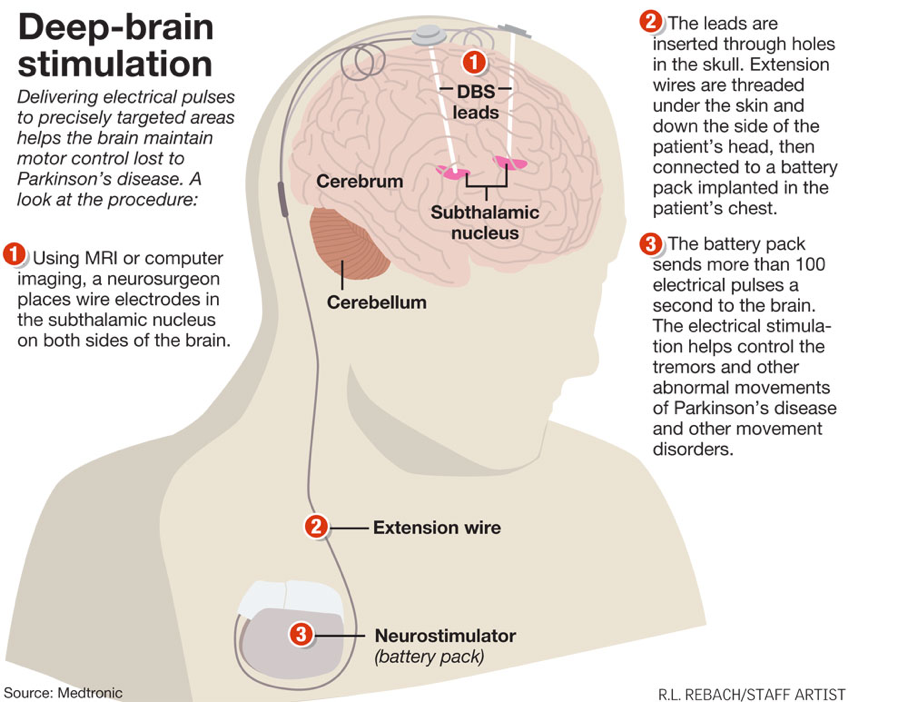 Deep-brain
stimulation
Delivering electrical pulses
to precisely targeted areas
helps the brain maintain
motor control lost to
Parkinson's disease. A
look at the procedure:
1 Using MRI or computer
imaging, a neurosurgeon
places wire electrodes in
the subthalamic nucleus
on both sides of the brain.
1
DBS
leads
Cerebrum
Subthalamic
nucleus
Cerebellum
2 Extension wire
3 Neurostimulator
(battery pack)
2 The leads are
inserted through holes
in the skull. Extension
wires are threaded
under the skin and
down the side of the
patient's head, then
connected to a battery
pack implanted in the
patient's chest.
3 The battery pack
sends more than 100
electrical pulses a
second to the brain.
The electrical stimula-
tion helps control the
tremors and other
abnormal movements
of Parkinson's disease
and other movement
disorders.
Source: Medtronic
R.L. REBACH/STAFF ARTIST